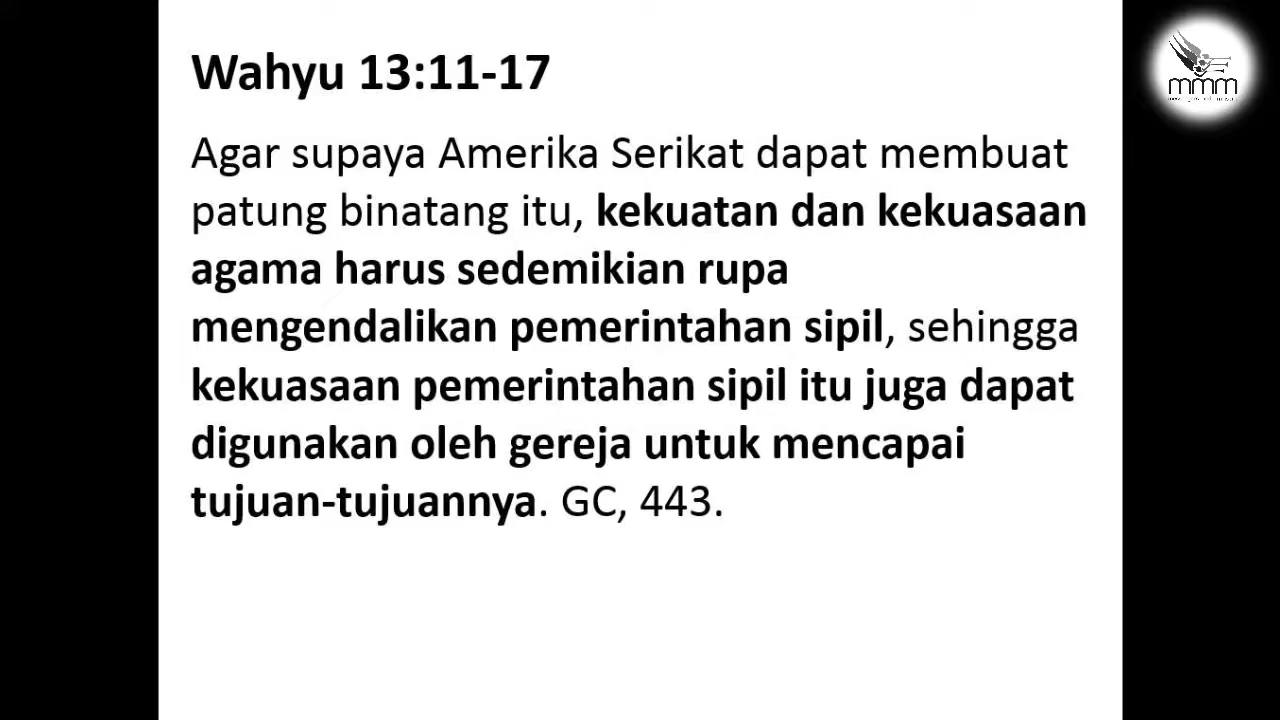 Wahyu 13:11-17
Agar supaya Amerika Serikat dapat membuat
patung binatang itu, kekuatan dan kekuasaan
agama harus sedemikian rupa
mengendalikan pemerintahan sipil, sehingga
kekuasaan pemerintahan sipil itu juga dapat
digunakan oleh gereja untuk mencapai
tujuan-tujuannya. GC, 443.
mmm